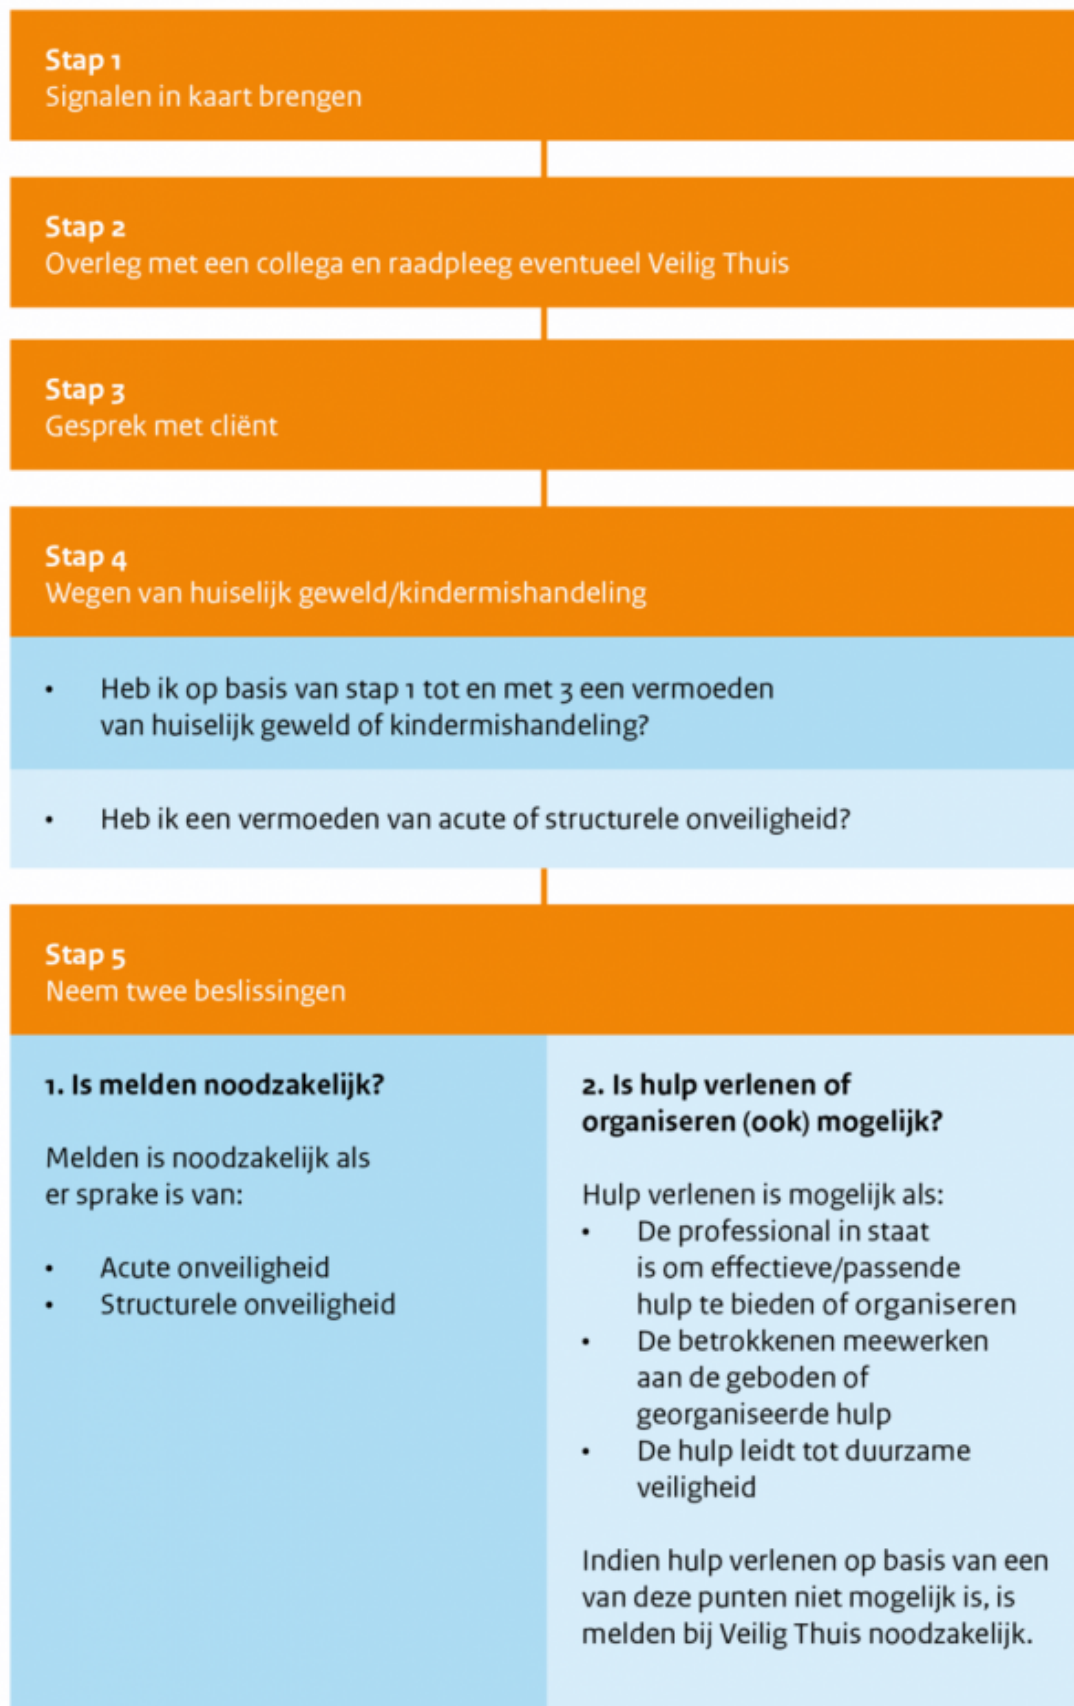 Stap 1
Signalen in kaart brengen
Stap 2
Overleg met een collega en raadpleeg eventueel Veilig Thuis
Stap 3
Gesprek met cliënt
Stap 4
Wegen van huiselijk geweld/kindermishandeling
• Heb ik op basis van stap 1 tot en met 3 een vermoeden
van huiselijk geweld of kindermishandeling?
• Heb ik een vermoeden van acute of structurele onveiligheid?
Stap 5
Neem twee beslissingen
1. Is melden noodzakelijk?
Melden is noodzakelijk als
er sprake is van:
• Acute onveiligheid
• Structurele onveiligheid
2. Is hulp verlenen of
organiseren (ook) mogelijk?
Hulp verlenen is mogelijk als:
• De professional in staat
is om effectieve/passende
hulp te bieden of organiseren
• De betrokkenen meewerken
aan de geboden of
georganiseerde hulp
• De hulp leidt tot duurzame
veiligheid
Indien hulp verlenen op basis van een
van deze punten niet mogelijk is, is
melden bij Veilig Thuis noodzakelijk.